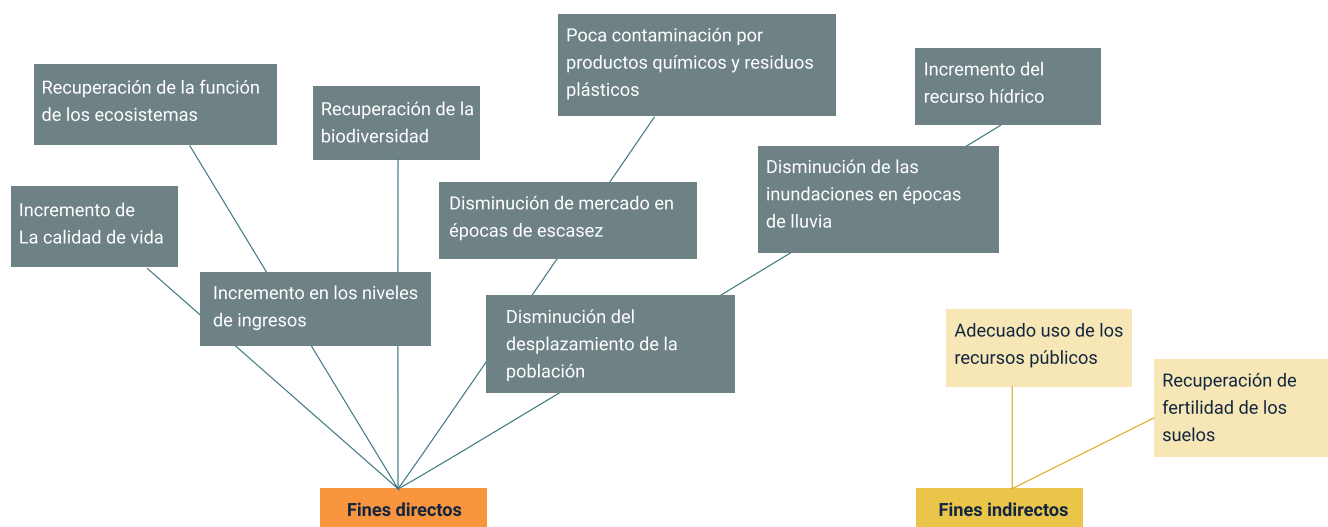 Poca contaminación por
productos químicos y residuos
plásticos
Incremento del
recurso hídrico
Recuperación de la función
de los ecosistemas
Recuperación de la
biodiversidad
Disminución de las
inundaciones en épocas
de lluvia
Disminución de mercado en
épocas de escasez
Incremento de
La calidad de vida
Incremento en los niveles
de ingresos
Disminución del
desplazamiento de la
población
Adecuado uso de los
recursos públicos
Recuperación de
fertilidad de los
suelos
Fines directos
Fines indirectos